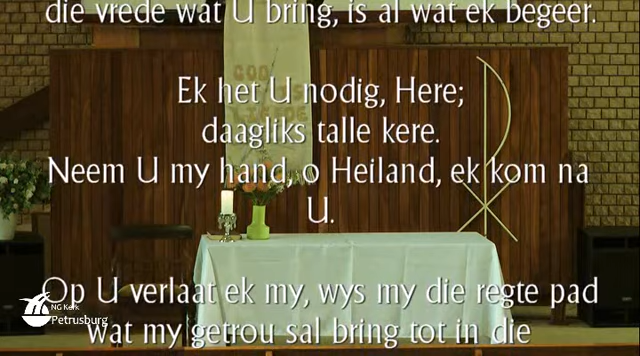 die vrede wat U bring, is al wat ek begeer.
GOD
Ek het U nodig, Here;
daagliks talle kere.
Neem U my hand, o Heiland, ek kom na
U.
Op U verlaat ek my, wys my die regte pad
NG Kerk
Petrusburg
wat my getrou sal bring tot in die